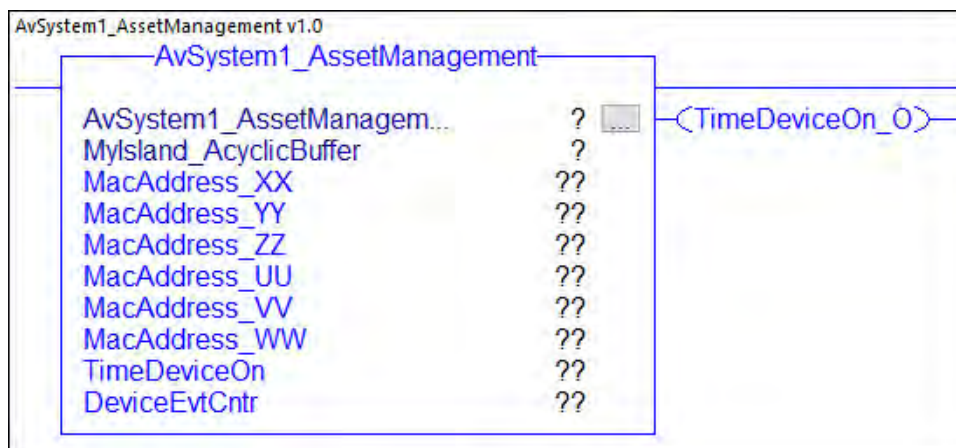 AvSystem1_AssetManagement v1.0
AvSystem1_AssetManagement
AvSystem1_AssetManagem... ? ...
MyIsland_AcyclicBuffer ?
TimeDeviceOn_O
MacAddress_XX ??
MacAddress_YY ??
MacAddress_ZZ ??
MacAddress_UU ??
MacAddress_VV ??
MacAddress_WW ??
TimeDeviceOn ??
DeviceEvtCntr ??